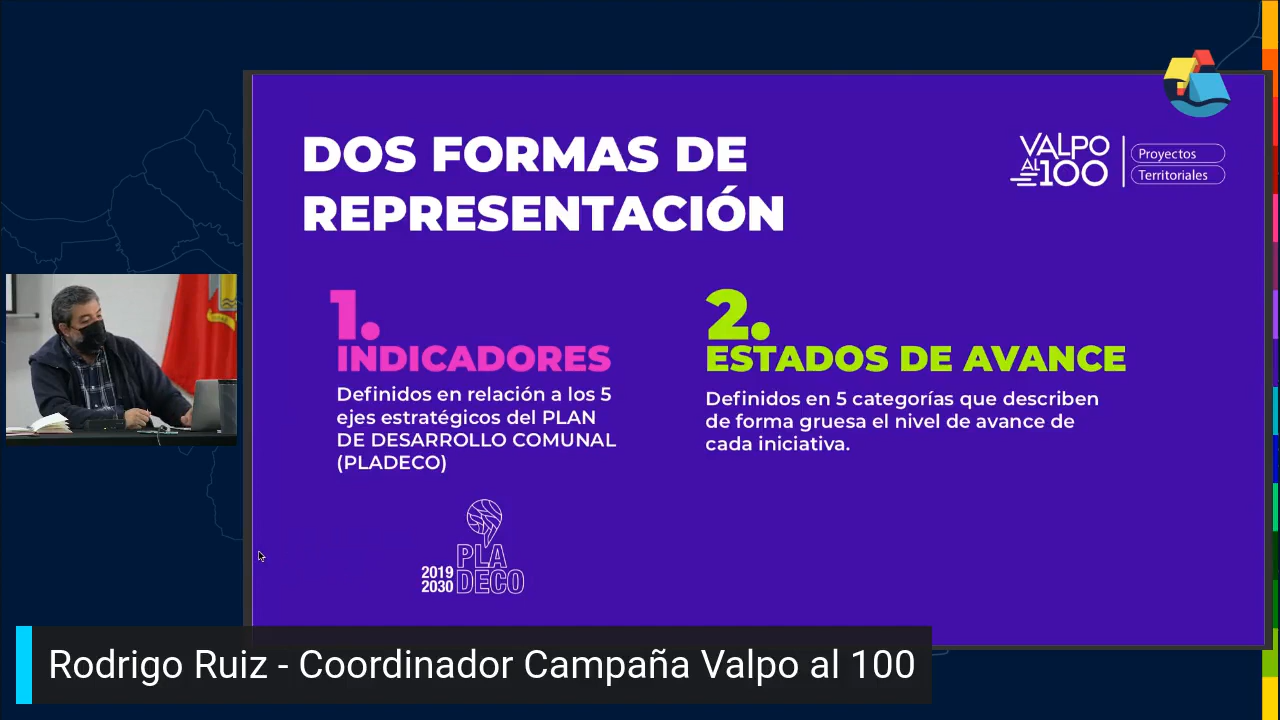 DOS FORMAS DE
REPRESENTACIÓN
VALPO
AL 100
Proyectos
Territoriales
1.
INDICADORES
Definidos en relación a los 5
ejes estratégicos del PLAN
DE DESARROLLO COMUNAL
(PLADECO)
2.
ESTADOS DE AVANCE
Definidos en 5 categorías que describen
de forma gruesa el nivel de avance de
cada iniciativa.
2019
2030
PLA
DECO
Rodrigo Ruiz - Coordinador Campaña Valpo al 100